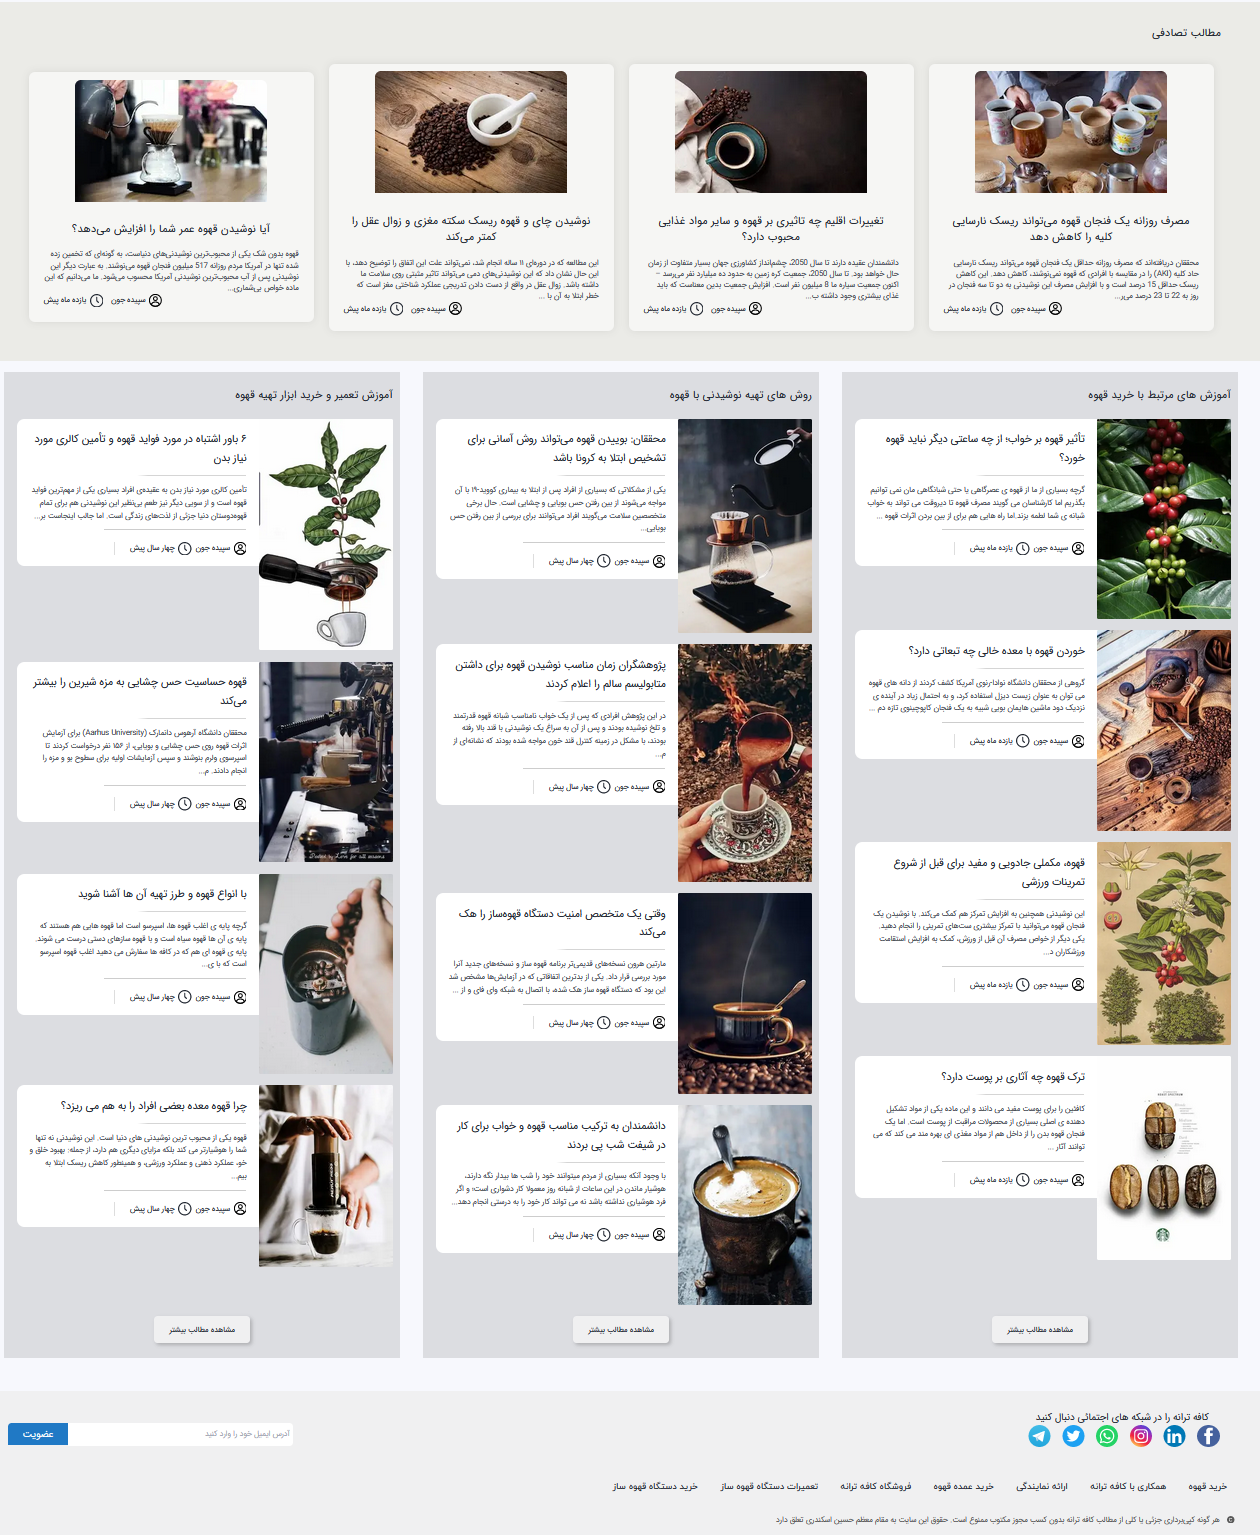 مطالب تصادفی
مصرف روزانه یک فنجان قهوه می‌تواند ریسک نارسایی
کلیه را کاهش دهد
محققان دریافته‌اند که مصرف روزانه حداقل یک فنجان قهوه می‌تواند ریسک نارسایی
حاد کلیه (AKI) را در مقایسه با افرادی که قهوه نمی‌نوشند، کاهش دهد. این کاهش
ریسک حداقل 15 درصد است و با افزایش مصرف این نوشیدنی به دو تا سه فنجان در
روز به 22 تا 23 درصد می‌ر...
سپیده جون یازده ماه پیش
تغییرات اقلیم چه تاثیری بر قهوه و سایر مواد غذایی
محبوب دارد؟
دانشمندان عقیده دارند تا سال 2050، چشم‌انداز کشاورزی جهان بسیار متفاوت از زمان
حال خواهد بود. تا سال 2050، جمعیت کره زمین به حدود ده میلیارد نفر می‌رسد –
اکنون جمعیت سیاره ما 8 میلیون نفر است. افزایش جمعیت بدین معناست که باید
غذای بیشتری وجود داشته ب...
سپیده جون یازده ماه پیش
نوشیدن چای و قهوه ریسک سکته مغزی و زوال عقل را
کمتر می‌کند
این مطالعه که در دوره‌ای ۱۱ ساله انجام شد، نمی‌تواند علت این اتفاق را توضیح دهد، با
این حال نشان داد که این نوشیدنی‌های دمی می‌تواند تاثیر مثبتی روی سلامت ما
داشته باشد. زوال عقل در واقع از دست دادن تدریجی عملکرد شناختی مغز است که
خطر ابتلا به آن با ...
سپیده جون یازده ماه پیش
آیا نوشیدن قهوه عمر شما را افزایش می‌دهد؟
قهوه بدون شک یکی از محبوب‌ترین نوشیدنی‌های دنیاست، به گونه‌ای که تخمین زده
شده تنها در آمریکا مردم روزانه 517 میلیون فنجان قهوه می‌نوشند. به عبارت دیگر این
نوشیدنی پس از آب محبوب‌ترین نوشیدنی آمریکا محسوب می‌شود. ما می‌دانیم که این
ماده خواص بی‌شماری...
سپیده جون یازده ماه پیش
آموزش های مرتبط با خرید قهوه
تأثیر قهوه بر خواب؛ از چه ساعتی دیگر نباید قهوه
خورد؟
گرچه بسیاری از ما از قهوه ی عصرگاهی یا حتی شبانگاهی مان نمی توانیم
بگذریم اما کارشناسان می گویند مصرف قهوه تا دیروقت می تواند به خواب
شبانه ی شما لطمه بزند.اما راه هایی هم برای از بین بردن اثرات قهوه ...
سپیده جون یازده ماه پیش
خوردن قهوه با معده خالی چه تبعاتی دارد؟
گروهی از محققان دانشگاه نوادا-رنوی آمریکا کشف کردند از دانه های قهوه
می توان به عنوان زیست دیزل استفاده کرد، و به احتمال زیاد در آینده ی
نزدیک دود ماشین هایمان بویی شبیه به یک فنجان کاپوچینوی تازه دم ...
سپیده جون یازده ماه پیش
قهوه، مکملی جادویی و مفید برای قبل از شروع
تمرینات ورزشی
این نوشیدنی همچنین به افزایش تمرکز هم کمک می‌کند. با نوشیدن یک
فنجان قهوه می‌توانید با تمرکز بیشتری ست‌های تمرینی را انجام دهید.
یکی دیگر از خواص مصرف آن قبل از ورزش، کمک به افزایش استقامت
ورزشکاران د...
سپیده جون یازده ماه پیش
ترک قهوه چه آثاری بر پوست دارد؟
کافئین را برای پوست مفید می دانند و این ماده یکی از مواد تشکیل
دهنده ی اصلی بسیاری از محصولات مراقبت از پوست است. اما یک
فنجان قهوه بدن را از داخل هم از مواد مغذی ای بهره مند می کند که می
توانند آثار ...
سپیده جون یازده ماه پیش
مشاهده مطالب بیشتر
روش های تهیه نوشیدنی با قهوه
محققان: بوییدن قهوه می‌تواند روش آسانی برای
تشخیص ابتلا به کرونا باشد
یکی از مشکلاتی که بسیاری از افراد پس از ابتلا به بیماری کووید-۱۹ با آن
مواجه می‌شوند از بین رفتن حس بویایی و چشایی است. حال برخی
متخصصین سلامت می‌گویند افراد می‌توانند برای بررسی از بین رفتن حس
بویایی...
سپیده جون چهار سال پیش
پژوهشگران زمان مناسب نوشیدن قهوه برای داشتن
متابولیسم سالم را اعلام کردند
در این پژوهش افرادی که پس از یک خواب نامناسب شبانه قهوه قدرتمند
و تلخ نوشیده بودند و پس از آن به سراغ یک نوشیدنی با قند بالا رفته
بودند، با مشکل در زمینه کنترل قند خون مواجه شده بودند که نشانه‌ای از
م...
سپیده جون چهار سال پیش
وقتی یک متخصص امنیت دستگاه قهوه‌ساز را هک
می‌کند
مارتین هرون نسخه‌های قدیمی‌تر برنامه قهوه ساز و نسخه‌های جدید آنرا
مورد بررسی قرار داد. یکی از بدترین اتفاقاتی که در آزمایش‌ها مشخص شد
این بود که دستگاه قهوه ساز هک شده، با اتصال به شبکه وای فای و از ...
سپیده جون چهار سال پیش
دانشمندان به ترکیب مناسب قهوه و خواب برای کار
در شیفت شب پی بردند
با وجود آنکه بسیاری از مردم میتوانند خود را شب ها بیدار نگه دارند،
هوشیار ماندن در این ساعات از شبانه روز معمولا کار دشواری است؛ و اگر
فرد هوشیاری نداشته باشد نه می تواند کار خود را به درستی انجام دهد...
سپیده جون چهار سال پیش
مشاهده مطالب بیشتر
آموزش تعمیر و خرید ابزار تهیه قهوه
۶ باور اشتباه در مورد فواید قهوه و تأمین کالری مورد
نیاز بدن
تأمین کالری مورد نیاز بدن به عقیده‌ی افراد بسیاری یکی از مهم‌ترین فواید
قهوه است و از سویی دیگر نیز طعم بی‌نظیر این نوشیدنی هم برای تمام
قهوه‌دوستان دنیا جزئی از لذت‌های زندگی است. اما جالب اینجاست بر...
سپیده جون چهار سال پیش
قهوه حساسیت حس چشایی به مزه شیرین را بیشتر
می‌کند
محققان دانشگاه آرهوس دانمارک (Aarhus University) برای آزمایش
اثرات قهوه روی حس چشایی و بویایی، از ۱۵۶ نفر درخواست کردند تا
اسپرسوی ولرم بنوشند و سپس آزمایشات اولیه برای سطوح بو و مزه را
انجام دادند. م...
سپیده جون چهار سال پیش
با انواع قهوه و طرز تهیه آن ها آشنا شوید
گرچه پایه ی اغلب قهوه ها، اسپرسو است اما قهوه هایی هم هستند که
پایه ی آن ها قهوه سیاه است و با قهوه سازهای دستی درست می شوند.
پایه ی قهوه ای هم که در کافه ها سفارش می دهید اغلب قهوه اسپرسو
است که با ی...
سپیده جون چهار سال پیش
چرا قهوه معده بعضی افراد را به هم می ریزد؟
قهوه یکی از محبوب ترین نوشیدنی های دنیا است. این نوشیدنی نه تنها
شما را هوشیارتر می کند بلکه مزایای دیگری هم دارد، از جمله: بهبود خلق و
خو، عملکرد ذهنی و عملکرد ورزشی، و همینطور کاهش ریسک ابتلا به
بیم...
سپیده جون چهار سال پیش
مشاهده مطالب بیشتر
کافه ترانه را در شبکه های اجتمائی دنبال کنید
آدرس ایمیل خود را وارد کنید
عضویت
خرید قهوه همکاری با کافه ترانه ارائه نمایندگی خرید عمده قهوه فروشگاه کافه ترانه تعمیرات دستگاه قهوه ساز خرید دستگاه قهوه ساز
هر گونه کپی‌برداری جزئی یا کلی از مطالب کافه ترانه بدون کسب مجوز مکتوب ممنوع است. حقوق این سایت به مقام معظم حسین اسکندری تعلق دارد